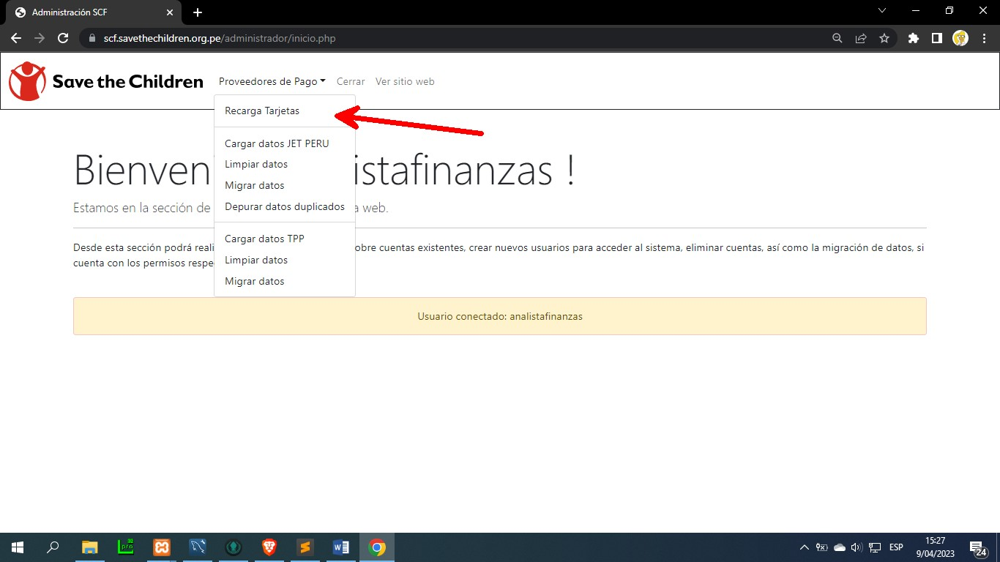 Administración SCF
scf.savethechildren.org.pe/administrador/inicio.php
Save the Children
Proveedores de Pago Cerrar Ver sitio web
Recarga Tarjetas
Cargar datos JET PERU
Limpiar datos
Migrar datos
Depurar datos duplicados
Cargar datos TPP
Limpiar datos
Migrar datos
Bienven istafinanzas !
Estamos en la sección de a web.
Desde esta sección podrá reali obre cuentas existentes, crear nuevos usuarios para acceder al sistema, eliminar cuentas, así como la migración de datos, si
cuenta con los permisos respe
Usuario conectado: analistafinanzas
ESP
15:27
9/04/2023
24